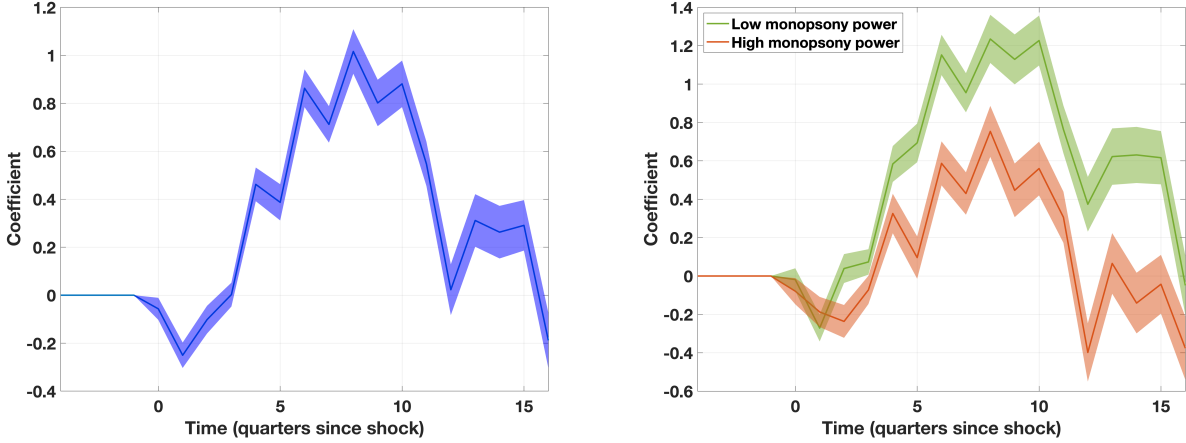 1.2
1
0.8
0.6
0.4
0.2
0
-0.2
-0.4
0 5 10 15
Coefficient
Time (quarters since shock)
1.4
1.2
1
0.8
0.6
0.4
0.2
0
-0.2
-0.4
-0.6
0 5 10 15
Coefficient
Time (quarters since shock)
Low monopsony power
High monopsony power